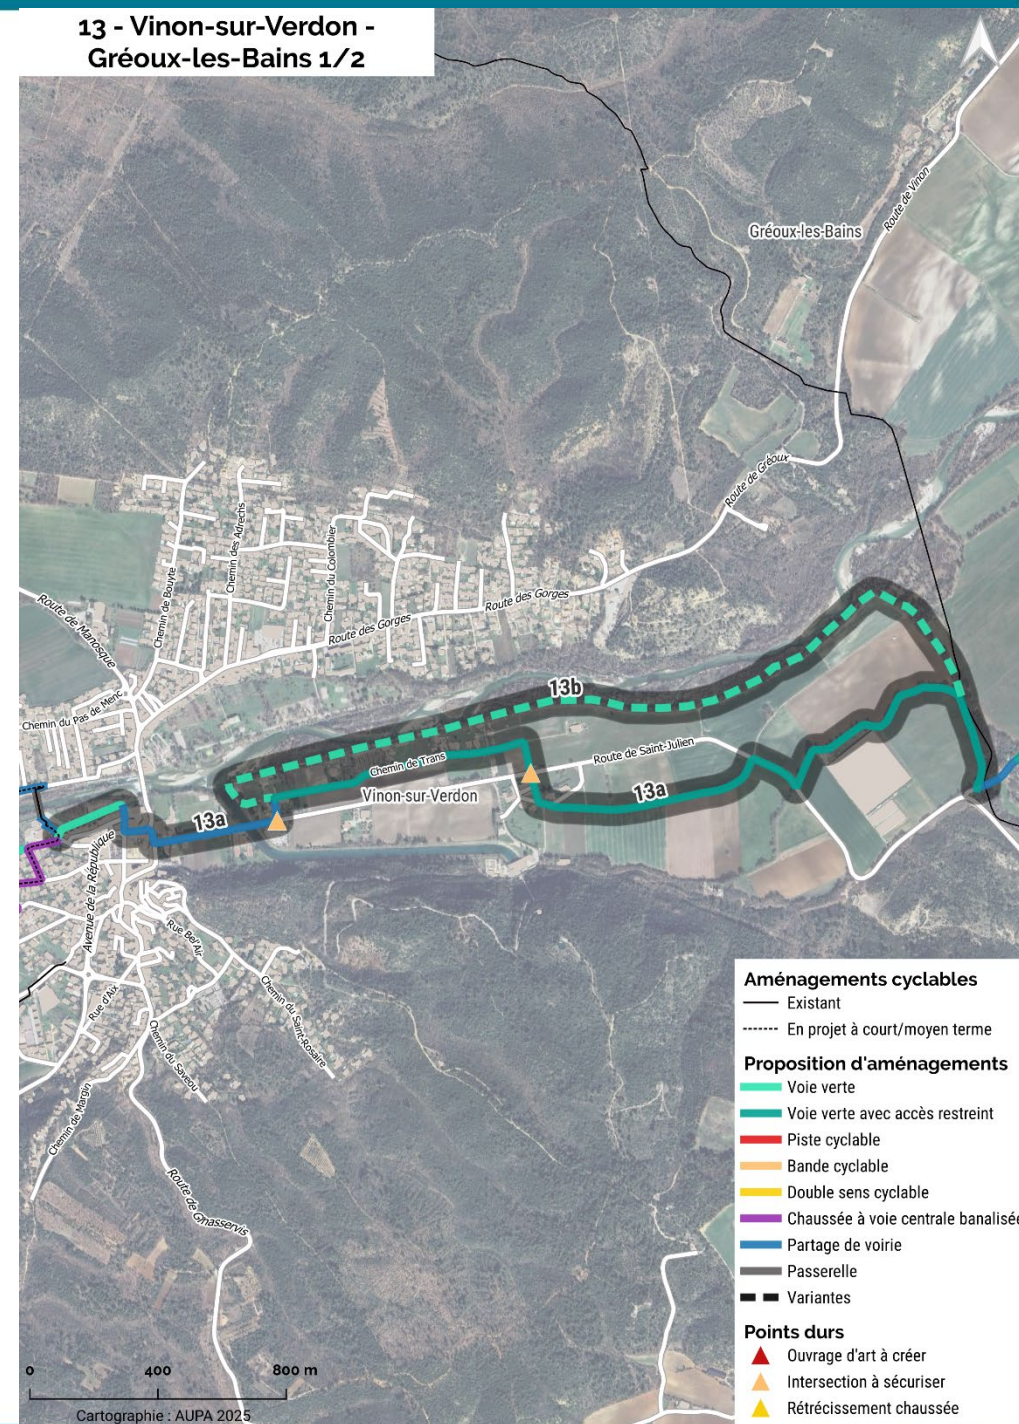 13 - Vinon-sur-Verdon -
Gréoux-les-Bains 1/2
Route de Vinon
Gréoux-les-Bains
Route de Gréoux
Chemin des Adrechs
Chemin du Colombier
Chemin de Bouyte
Route des Gorges
Route des Gorges
Route de Manosque
Chemin du Pas de Menc
13b
Route de Saint-Julien
Chemin de Trans
Vinon-sur-Verdon
13a
13a
Avenue de la République
Rue Bel'Air
Rue d'Aix
Chemin du Saint-Rosaire
Chemin du Saveou
Chemin de Margin
Route de Ginasservis
Aménagements cyclables
Existant
En projet à court/moyen terme
Proposition d'aménagements
Voie verte
Voie verte avec accès restreint
Piste cyclable
Bande cyclable
Double sens cyclable
Chaussée à voie centrale banalisée
Partage de voirie
Passerelle
Variantes
Points durs
Ouvrage d'art à créer
Intersection à sécuriser
Rétrécissement chaussée
0 400 800 m
Cartographie : AUPA 2025